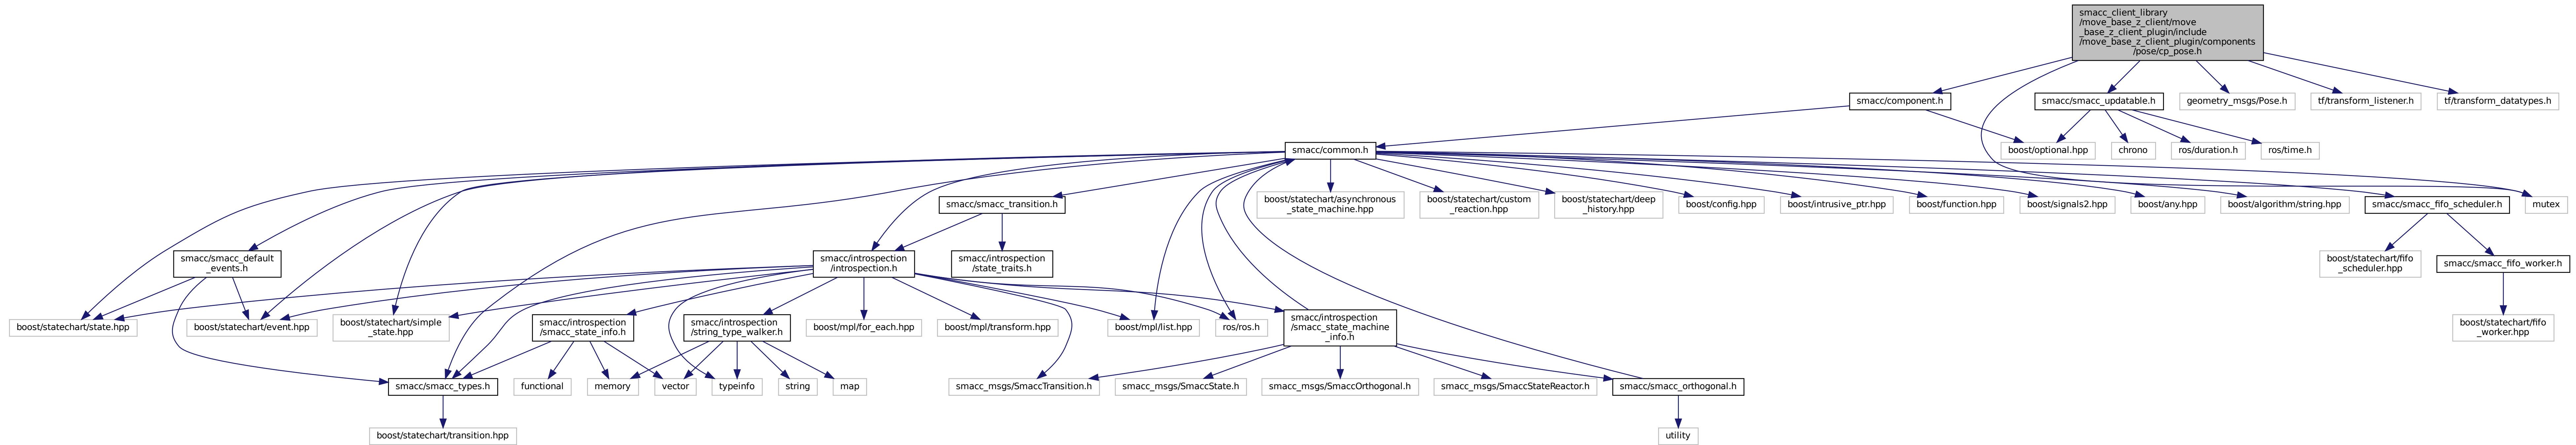 smacc_client_library
/move_base_z_client/move
_base_z_client_plugin/include
/move_base_z_client_plugin/components
/pose/cp_pose.h
smacc/component.h
smacc/smacc_updatable.h
geometry_msgs/Pose.h
tf/transform_listener.h
tf/transform_datatypes.h
smacc/common.h
boost/optional.hpp
chrono
ros/duration.h
ros/time.h
smacc/smacc_transition.h
boost/statechart/asynchronous
_state_machine.hpp
boost/statechart/custom
_reaction.hpp
boost/statechart/deep
_history.hpp
boost/config.hpp
boost/intrusive_ptr.hpp
boost/function.hpp
boost/signals2.hpp
boost/any.hpp
boost/algorithm/string.hpp
smacc/smacc_fifo_scheduler.h
mutex
smacc/smacc_default
_events.h
smacc/introspection
/introspection.h
smacc/introspection
/state_traits.h
boost/statechart/fifo
_scheduler.hpp
smacc/smacc_fifo_worker.h
boost/statechart/state.hpp
boost/statechart/event.hpp
boost/statechart/simple
_state.hpp
smacc/introspection
/smacc_state_info.h
smacc/introspection
/string_type_walker.h
boost/mpl/for_each.hpp
boost/mpl/transform.hpp
boost/mpl/list.hpp
ros/ros.h
smacc/introspection
/smacc_state_machine
_info.h
boost/statechart/fifo
_worker.hpp
smacc/smacc_types.h
functional
memory
vector
typeinfo
string
map
smacc_msgs/SmaccTransition.h
smacc_msgs/SmaccState.h
smacc_msgs/SmaccOrthogonal.h
smacc_msgs/SmaccStateReactor.h
smacc/smacc_orthogonal.h
boost/statechart/transition.hpp
utility